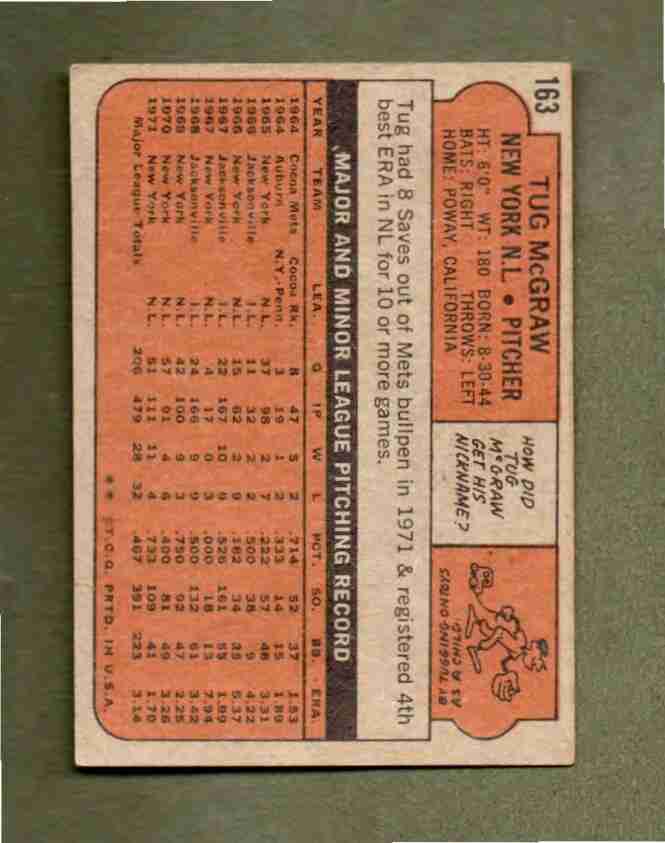 163
TUG McGRAW
NEW YORK N.L. • PITCHER
HT: 6'0" WT: 180 BORN: 8-30-44
BATS: RIGHT THROWS: LEFT
HOME: POWAY, CALIFORNIA
HOW DID
TUG
McGRAW
GET HIS
NICKNAME?
AS A CHILD,
BY TUGGING ON TOYS
Tug had 8 Saves out of Mets bullpen in 1971 & registered 4th
best ERA in NL for 10 or more games.
MAJOR AND MINOR LEAGUE PITCHING RECORD
YEAR TEAM LEA. G IP W L PCT. SO. BB. ERA.
1964 Cocoa Mets Cocoa Rk. 8 47 5 2 .714 52 37 1.53
1964 Auburn N.Y.-Penn. 3 19 1 2 .333 14 15 1.89
1965 New York N.L. 37 98 2 7 .222 57 48 3.31
1966 Jacksonville I.L. 11 32 2 2 .500 38 9 4.22
1966 New York N.L. 15 62 2 9 .182 34 25 5.37
1967 Jacksonville I.L. 22 167 10 9 .526 161 55 1.99
1967 New York N.L. 4 17 0 3 .000 18 13 7.94
1968 Jacksonville I.L. 24 166 9 9 .500 132 61 3.42
1969 New York N.L. 42 100 9 3 .750 92 47 2.25
1970 New York N.L. 57 91 4 6 .400 81 49 3.26
1971 New York N.L. 51 111 11 4 .733 109 41 1.70
Major League Totals 206 479 28 32 .467 391 223 3.14
** ©T.C.G. PRTD. IN U.S.A.